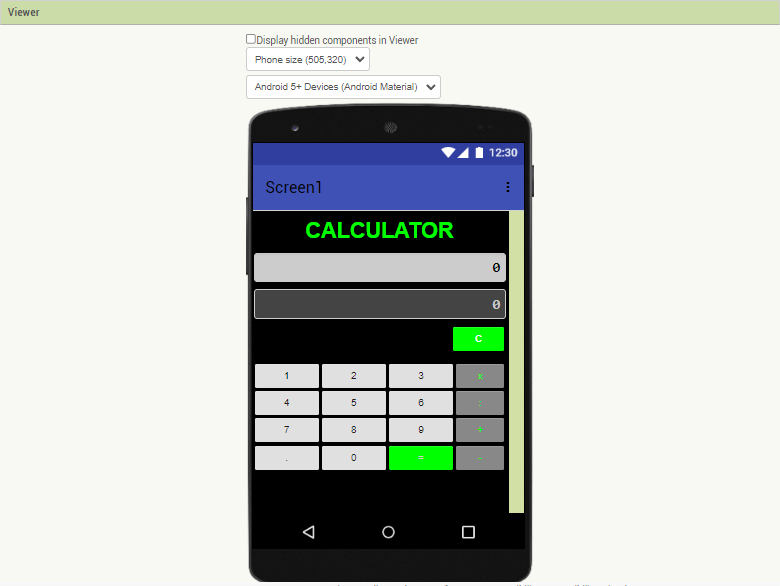 Viewer
Display hidden components in Viewer
Phone size (505,320)
Android 5+ Devices (Android Material)
12:30
Screen1
CALCULATOR
0
0
C
1 2 3 x
4 5 6 :
7 8 9 +
. 0 = -